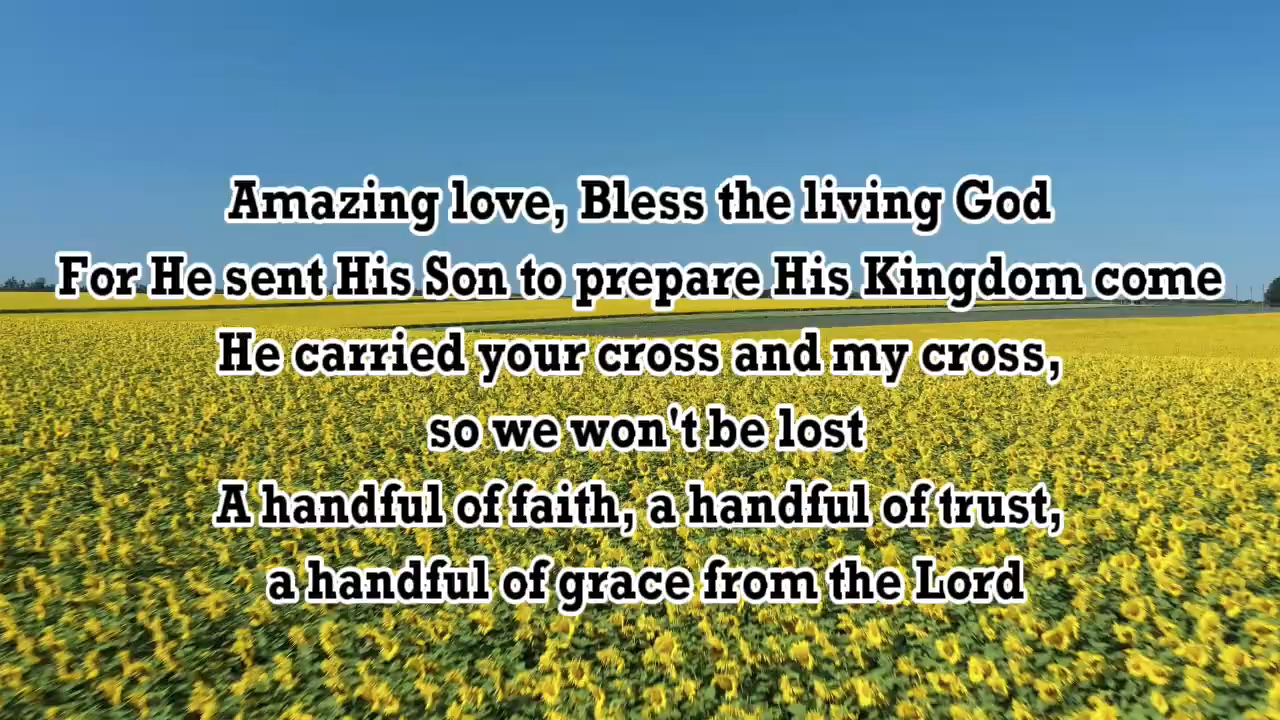 Amazing love, Bless the living God
For He sent His Son to prepare His Kingdom come
He carried your cross and my cross,
so we won't be lost
A handful of faith, a handful of trust,
a handful of grace from the Lord